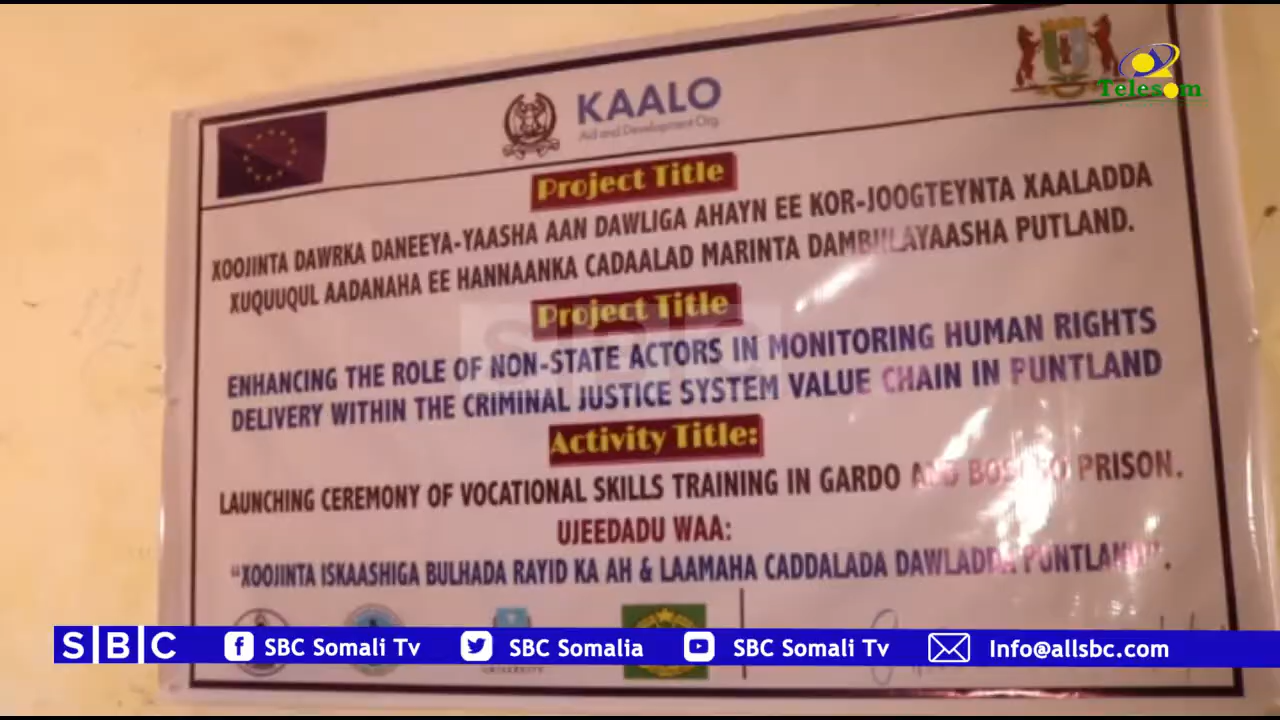 KAALO
Aid and Development Org.
Telesom
Project Title
XOOJINTA DAWRKA DANEEYA-YAASHA AAN DAWLIGA AHAYN EE KOR-JOOGTEYNTA XAALADDA
XUQUUQUL AADANAHA EE HANNAANKA CADAALAD MARINTA DAMBIILAYAASHA PUTLAND.
Project Title
SBC
ENHANCING THE ROLE OF NON-STATE ACTORS IN MONITORING HUMAN RIGHTS
DELIVERY WITHIN THE CRIMINAL JUSTICE SYSTEM VALUE CHAIN IN PUNTLAND
Activity Title:
LAUNCHING CEREMONY OF VOCATIONAL SKILLS TRAINING IN GARDO AND BOSASO PRISON.
UJEEDADU WAA:
"XOOJINTA ISKAASHIGA BULHADA RAYID KA AH & LAAMAHA CADDALADA DAWLADDA PUNTLAND".
SBC
SBC Somali Tv
SBC Somalia
SBC Somali Tv
Info@allsbc.com